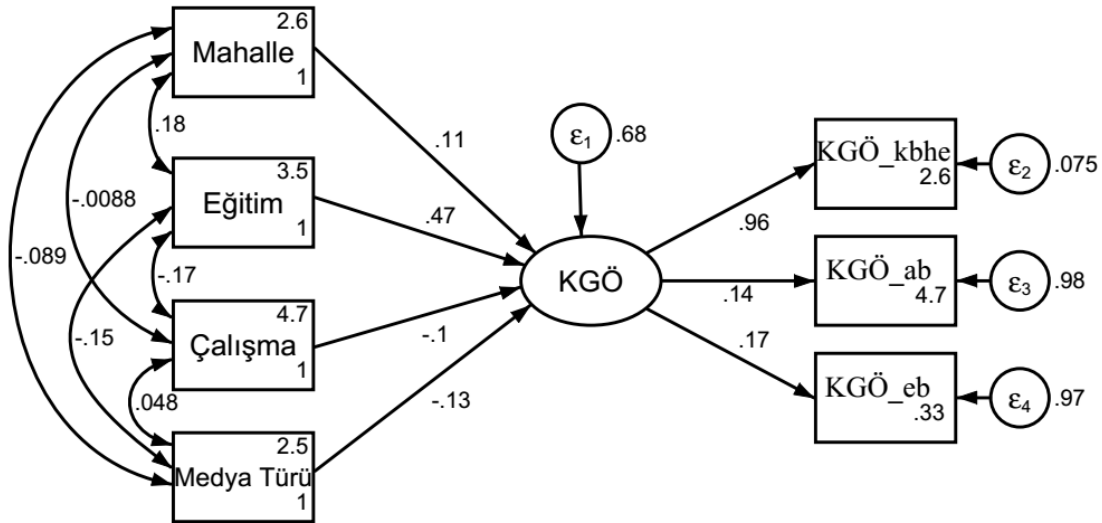 2.6
Mahalle
1
.18
3.5
Eğitim
1
-.0088
-.089
-.17
-.15
4.7
Çalışma
1
.048
2.5
Medya Türü
1
.11
.47
-.1
-.13
ε1
.68
KGÖ
.96
.14
.17
KGÖ_kbhe
2.6
ε2
.075
KGÖ_ab
4.7
ε3
.98
KGÖ_eb
.33
ε4
.97